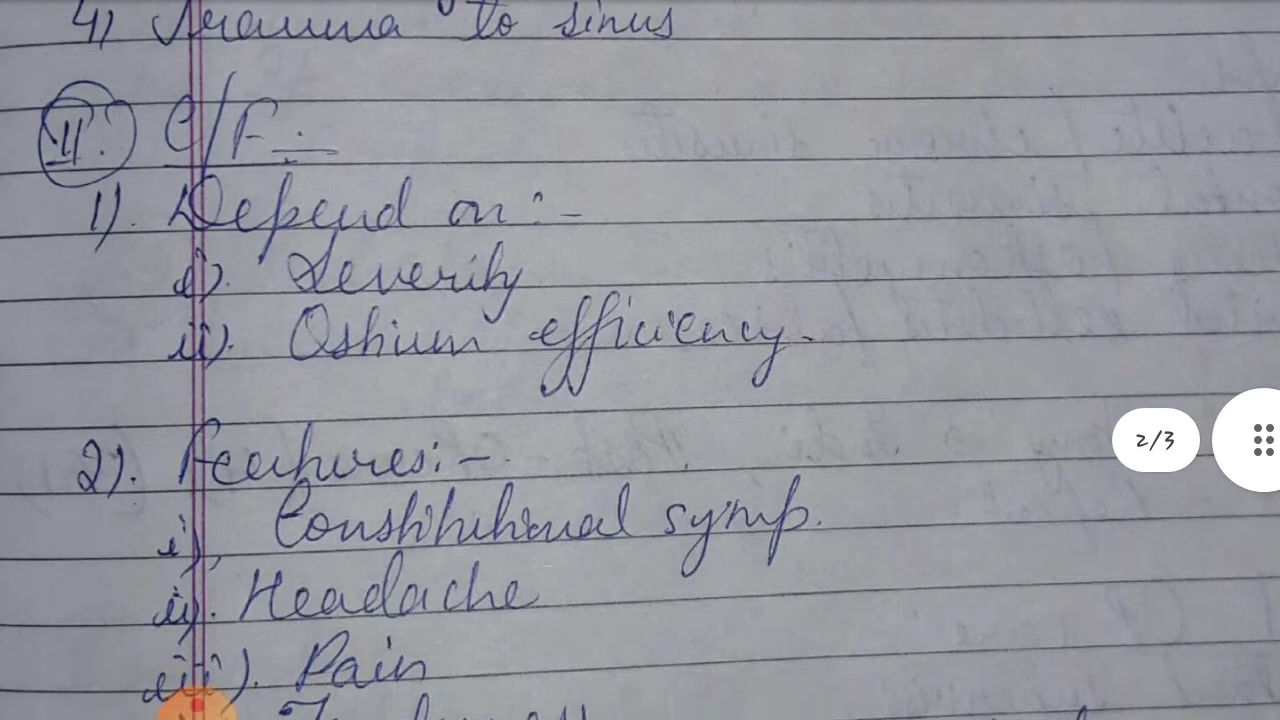 4) Trauma to sinus
II. C/F :-
1). Depend on :-
i). Severity
ii). Ostium efficiency.
2). Features :-
i). Constitutional symp.
ii). Headache
iii). Pain
2/3